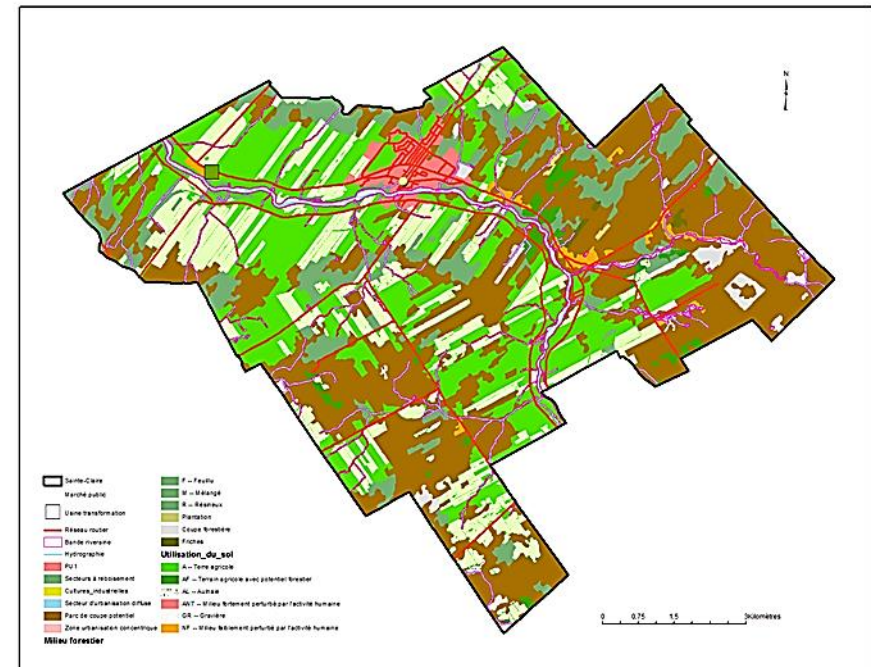 N
Sainte-Claire
Marché public
Usine transformation
Réseau routier
Bande riveraine
Hydrographie
PU1
Secteurs à reboisement
Cultures_industrielles
Secteur d'urbanisation diffuse
Parc de coupe potentiel
Zone urbanisation concentrique
Milieu forestier
F -- Feuillu
M -- Mélangé
R -- Résineux
Plantation
Coupe forestière
Friches
Utilisation_du_sol
A -- Terre agricole
AF -- Terrain agricole avec potentiel forestier
AL -- Aulnaie
ANT -- Milieu fortement perturbé par l'activité humaine
GR -- Gravière
NF -- Milieu faiblement perturbé par l'activité humaine
0 0.75 1.5 3 Kilomètres